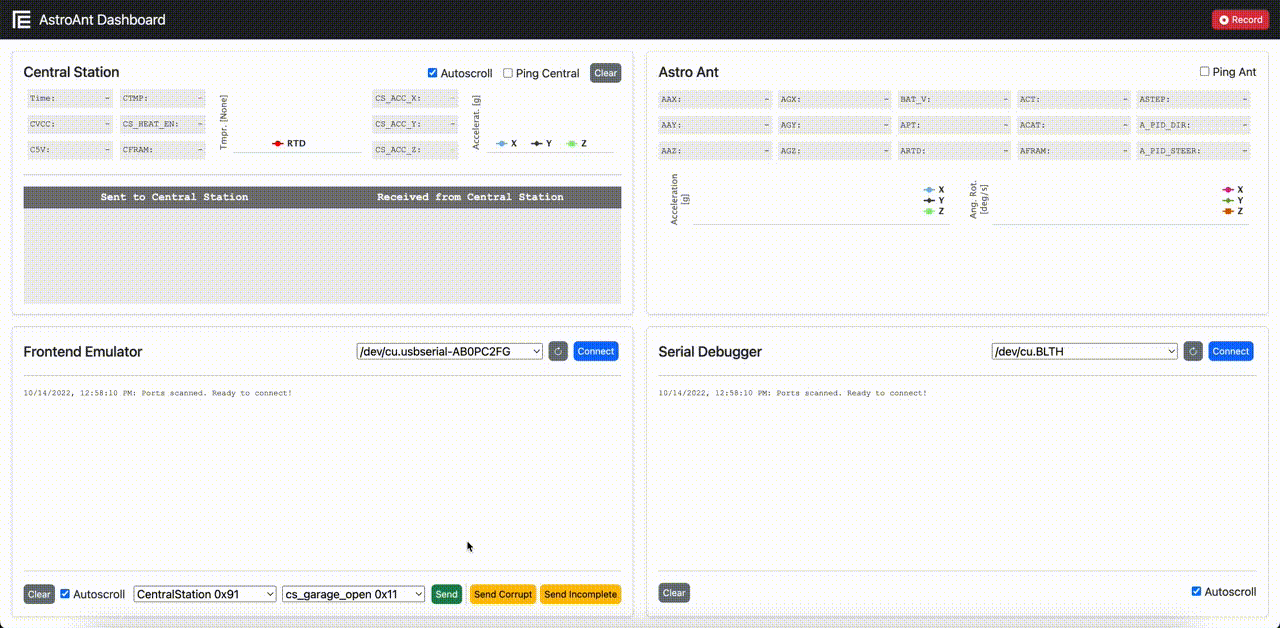 AstroAnt Dashboard
Record
Central Station
Autoscroll Ping Central Clear
Time: - CTMP: - CS_ACC_X: -
CVCC: - CS_HEAT_EN: - CS_ACC_Y: -
C5V: - CFRAM: - CS_ACC_Z: -
Tmpr. [None]
RTD
Accelerat. [g]
X Y Z
Sent to Central Station Received from Central Station
Astro Ant
Ping Ant
AAX: - AGX: - BAT_V: - ACT: - ASTEP: -
AAY: - AGY: - APT: - ACAT: - A_PID_DIR: -
AAZ: - AGZ: - ARTD: - AFRAM: - A_PID_STEER: -
Acceleration
[g]
X
Y
Z
Ang. Rot.
[deg/s]
X
Y
Z
Frontend Emulator
/dev/cu.usbserial-AB0PC2FG Connect
10/14/2022, 12:58:10 PM: Ports scanned. Ready to connect!
Clear Autoscroll CentralStation 0x91 cs_garage_open 0x11 Send Send Corrupt Send Incomplete
Serial Debugger
/dev/cu.BLTH Connect
10/14/2022, 12:58:10 PM: Ports scanned. Ready to connect!
Clear Autoscroll